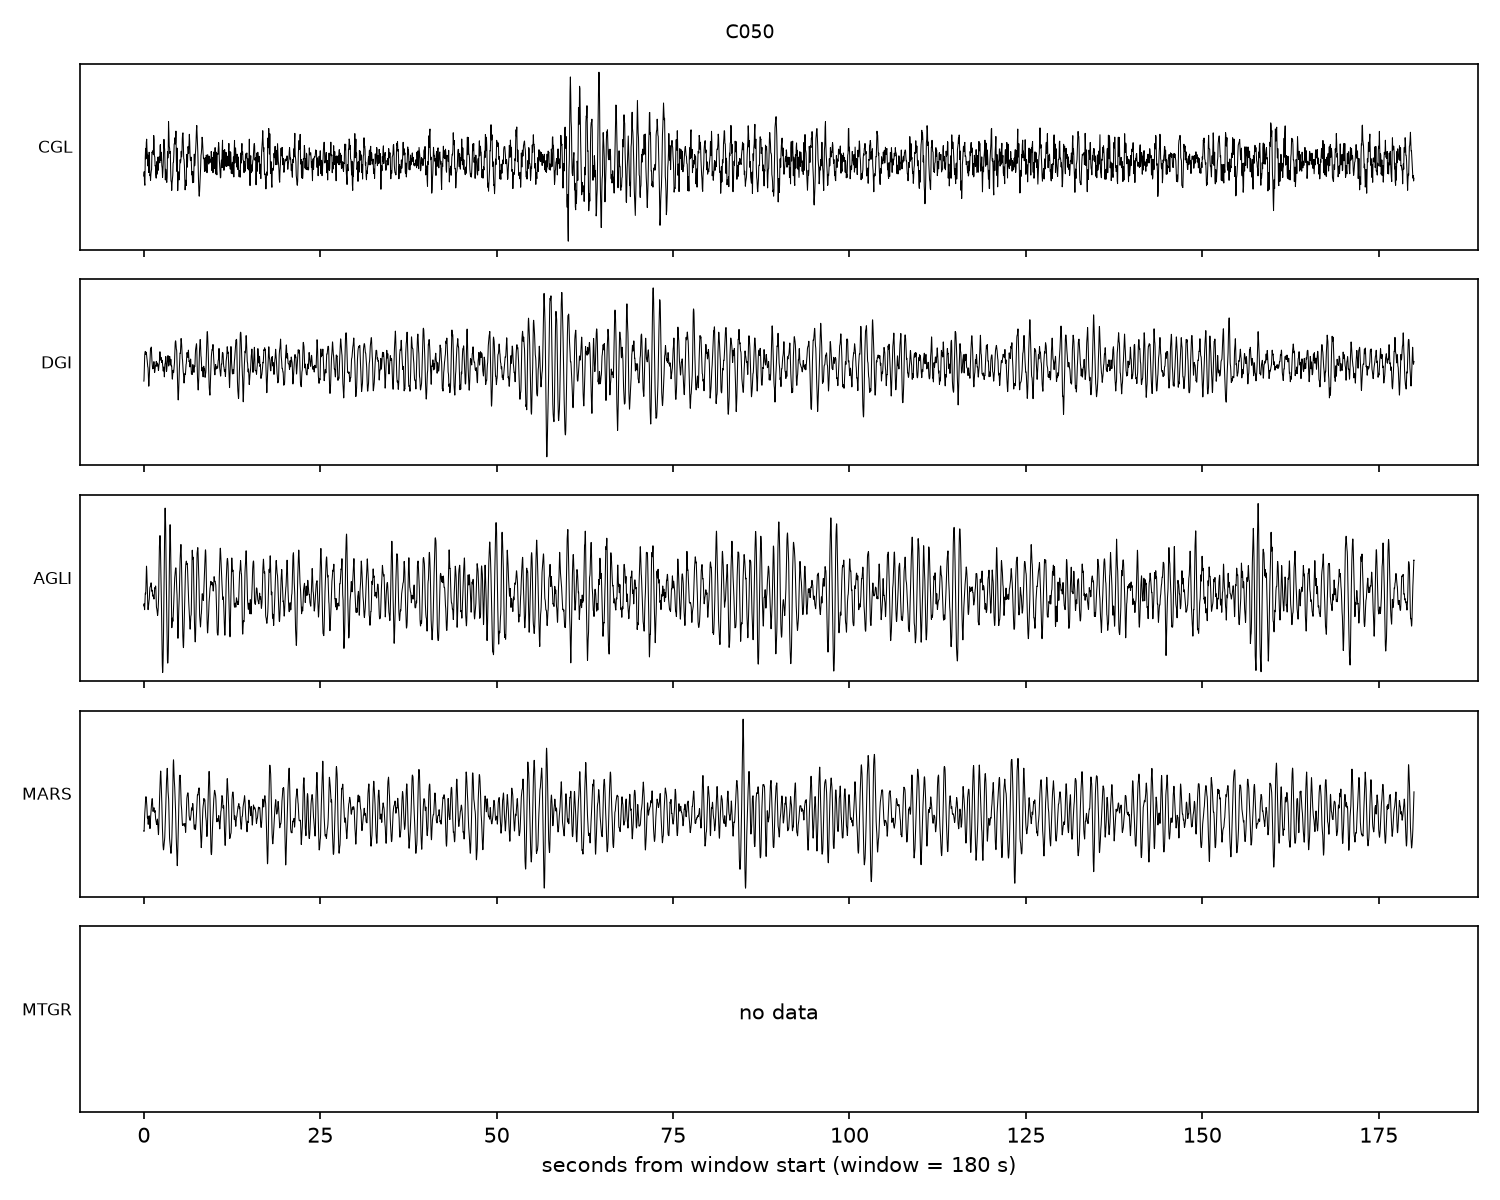 C050
CGL
DGI
AGLI
MARS
MTGR
no data
0 25 50 75 100 125 150 175
seconds from window start (window = 180 s)